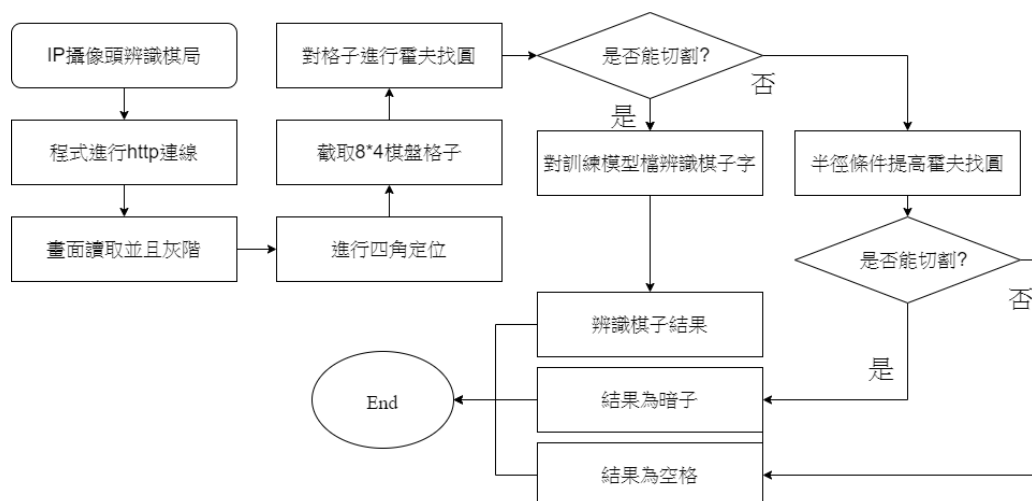 IP攝像頭辨識棋局
程式進行http連線
畫面讀取並且灰階
進行四角定位
截取8*4棋盤格子
對格子進行霍夫找圓
是否能切割?
是
否
對訓練模型檔辨識棋子字
半徑條件提高霍夫找圓
是否能切割?
否
是
辨識棋子結果
結果為暗子
結果為空格
End